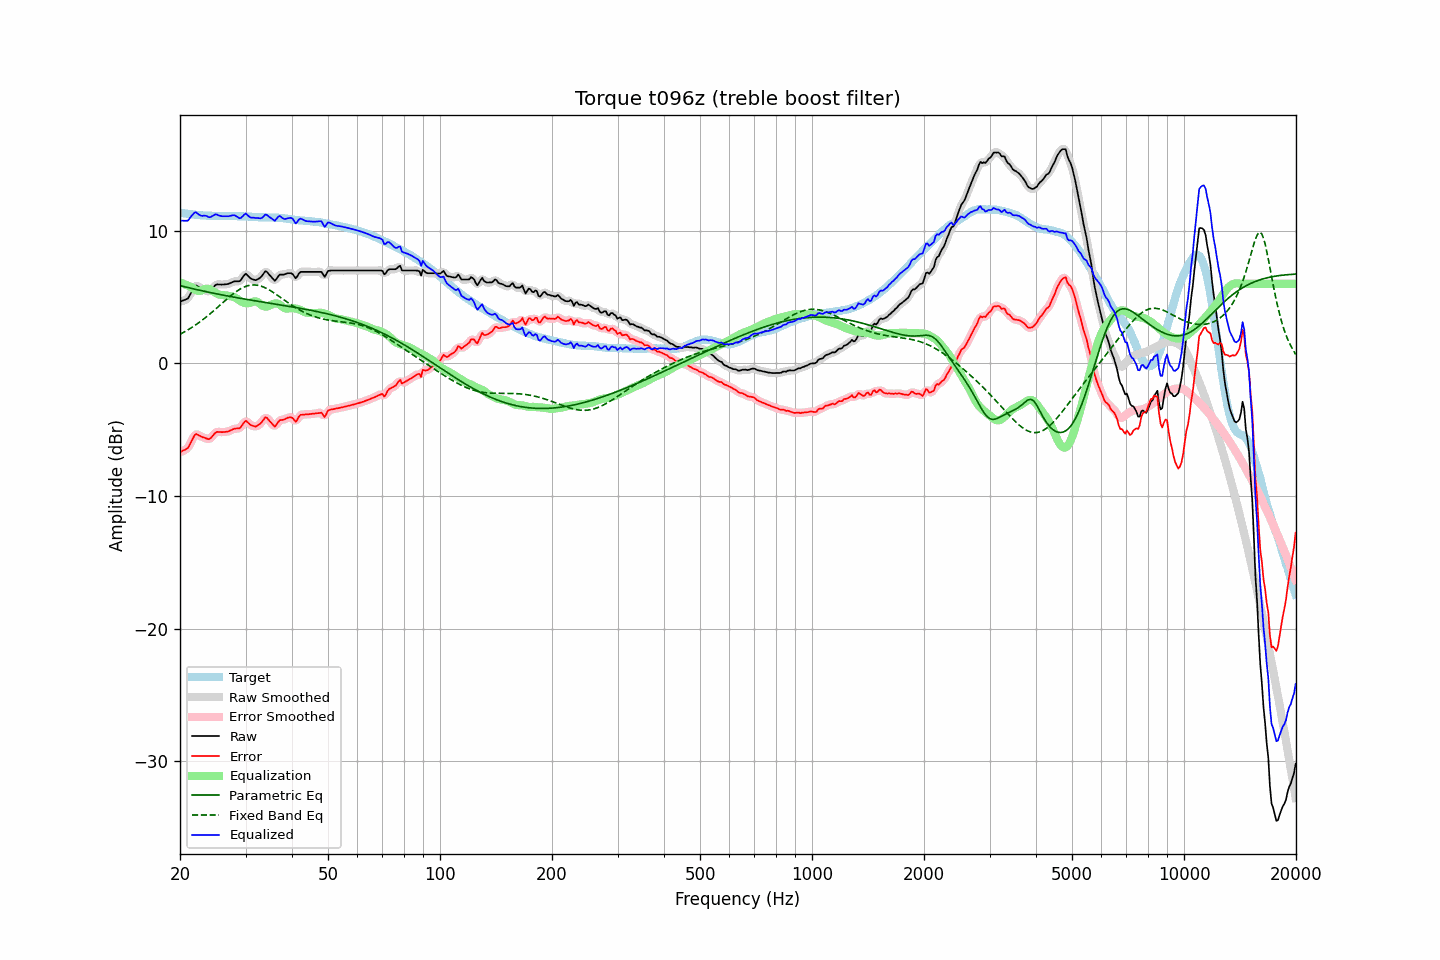 Torque t096z (treble boost filter)
Amplitude (dBr)
10
0
−10
−20
−30
Target
Raw Smoothed
Error Smoothed
Raw
Error
Equalization
Parametric Eq
Fixed Band Eq
Equalized
20 50 100 200 500 1000 2000 5000 10000 20000
Frequency (Hz)